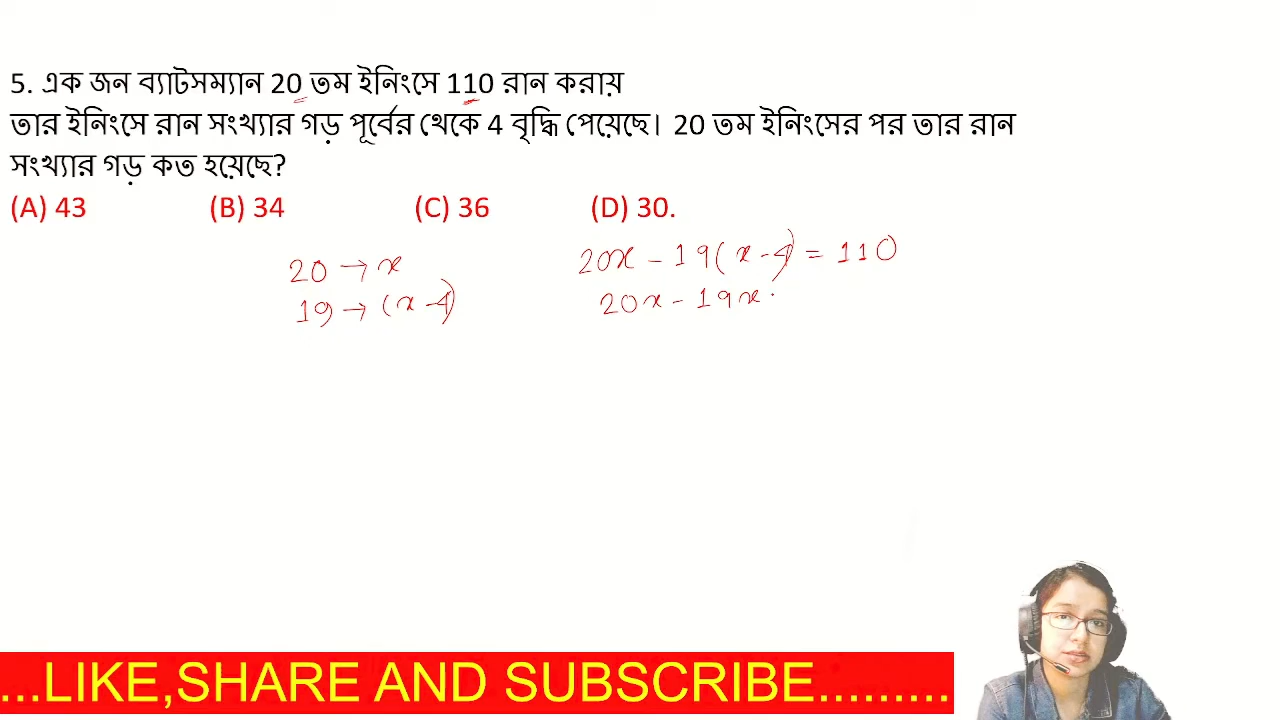 5. এক জন ব্যাটসম্যান 20 তম ইনিংসে 110 রান করায়
তার ইনিংসে রান সংখ্যার গড় পূর্বের থেকে 4 বৃদ্ধি পেয়েছে। 20 তম ইনিংসের পর তার রান
সংখ্যার গড় কত হয়েছে?
(A) 43 (B) 34 (C) 36 (D) 30.
20 → x
19 → (x - 4)
20x - 19(x - 4) = 110
20x - 19x
...LIKE,SHARE AND SUBSCRIBE.........